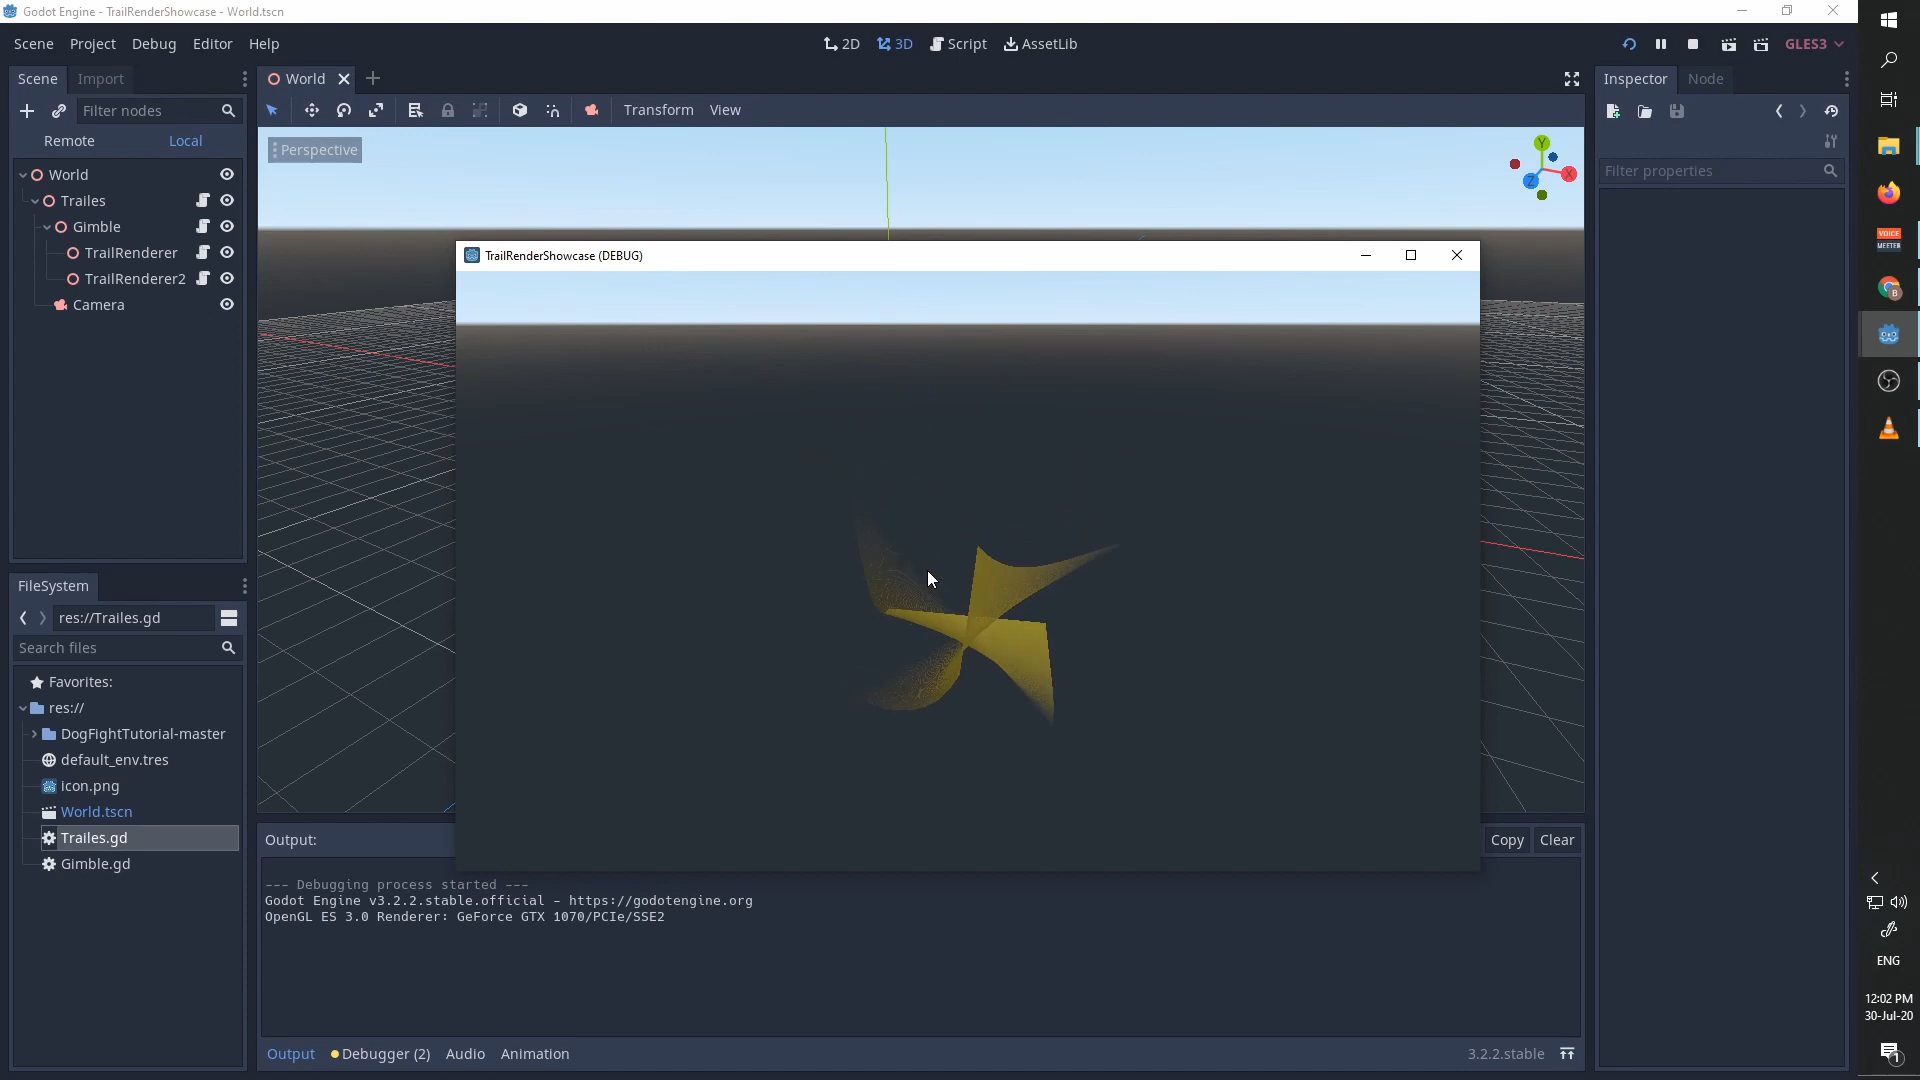 Godot Engine - TrailRenderShowcase - World.tscn
Scene Project Debug Editor Help
2D 3D Script AssetLib
GLES3
Scene Import
World
Inspector Node
Filter nodes
Transform View
Remote Local
Perspective
Y
X
Z
Filter properties
World
Trailes
Gimble
TrailRenderer
TrailRenderer2
Camera
TrailRenderShowcase (DEBUG)
FileSystem
res://Trailes.gd
Search files
Favorites:
res://
DogFightTutorial-master
default_env.tres
icon.png
World.tscn
Trailes.gd
Gimble.gd
Output:
Copy Clear
--- Debugging process started ---
Godot Engine v3.2.2.stable.official - https://godotengine.org
OpenGL ES 3.0 Renderer: GeForce GTX 1070/PCIe/SSE2
Output Debugger (2) Audio Animation
3.2.2.stable
VOICE
MEETER
B
ENG
12:02 PM
30-Jul-20
1